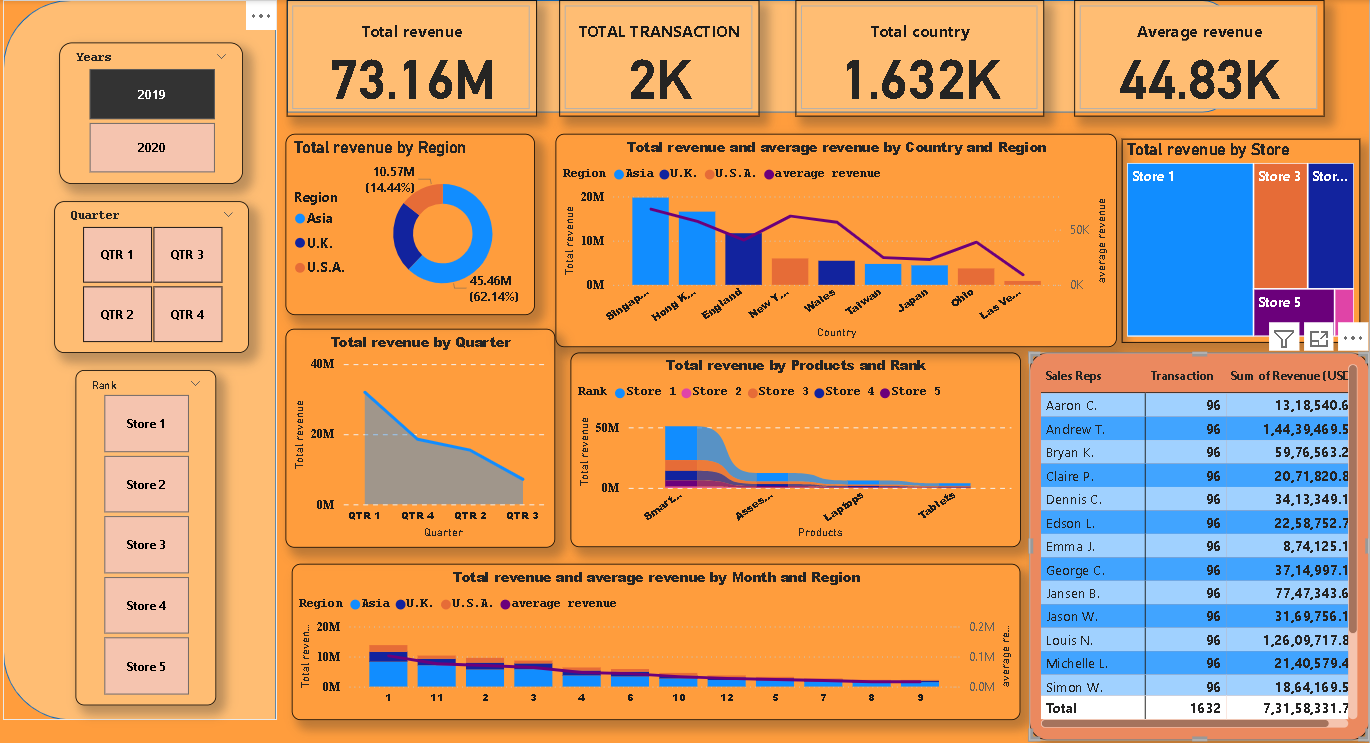 Total revenue
73.16M
TOTAL TRANSACTION
2K
Total country
1.632K
Average revenue
44.83K
Years
2019
2020
Quarter
QTR 1
QTR 3
QTR 2
QTR 4
Rank
Store 1
Store 2
Store 3
Store 4
Store 5
Total revenue by Region
10.57M
(14.44%)
Region
Asia
U.K.
U.S.A.
45.46M
(62.14%)
Total revenue and average revenue by Country and Region
Region Asia U.K. U.S.A. average revenue
Total revenue
20M
10M
0M
50K
0K
average revenue
Singap... Hong K... England New Y... Wales Taiwan Japan Ohio Las Ve...
Country
Total revenue by Store
Store 1
Store 3
Stor...
Store 5
Total revenue by Quarter
Total revenue
40M
20M
0M
QTR 1 QTR 4 QTR 2 QTR 3
Quarter
Total revenue by Products and Rank
Rank Store 1 Store 2 Store 3 Store 4 Store 5
Total revenue
50M
0M
Smart... Asses... Laptops Tablets
Products
Total revenue and average revenue by Month and Region
Region Asia U.K. U.S.A. average revenue
Total reven...
20M
10M
0M
0.2M
0.1M
0.0M
average re...
1 11 2 3 4 6 10 12 5 7 8 9
Sales Reps Transaction Sum of Revenue (USD
Aaron C. 96 13,18,540.6
Andrew T. 96 1,44,39,469.5
Bryan K. 96 59,76,563.2
Claire P. 96 20,71,820.8
Dennis C. 96 34,13,349.1
Edson L. 96 22,58,752.7
Emma J. 96 8,74,125.1
George C. 96 37,14,997.1
Jansen B. 96 77,47,343.6
Jason W. 96 31,69,756.1
Louis N. 96 1,26,09,717.8
Michelle L. 96 21,40,579.4
Simon W. 96 18,64,169.5
Total 1632 7,31,58,331.7